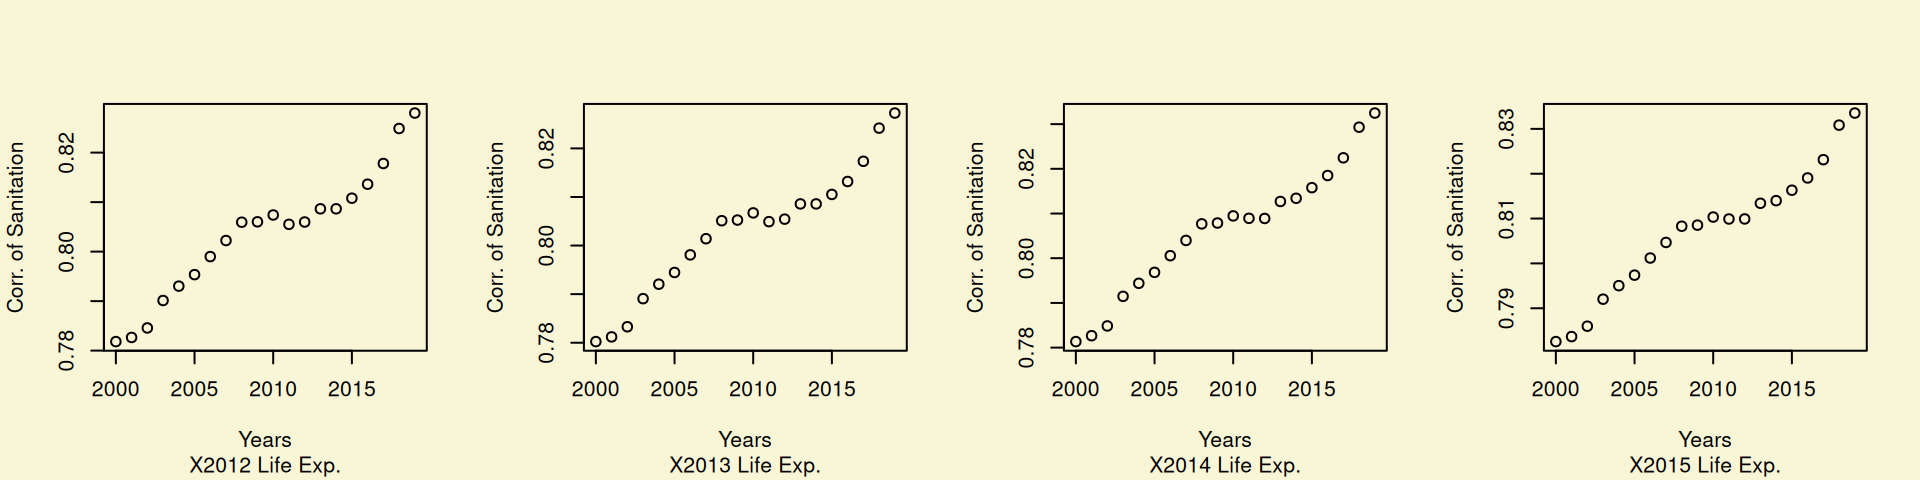 Corr. of Sanitation
0.82
0.80
0.78
2000 2005 2010 2015
Years
X2012 Life Exp.
Corr. of Sanitation
0.82
0.80
0.78
2000 2005 2010 2015
Years
X2013 Life Exp.
Corr. of Sanitation
0.82
0.80
0.78
2000 2005 2010 2015
Years
X2014 Life Exp.
Corr. of Sanitation
0.83
0.81
0.79
2000 2005 2010 2015
Years
X2015 Life Exp.